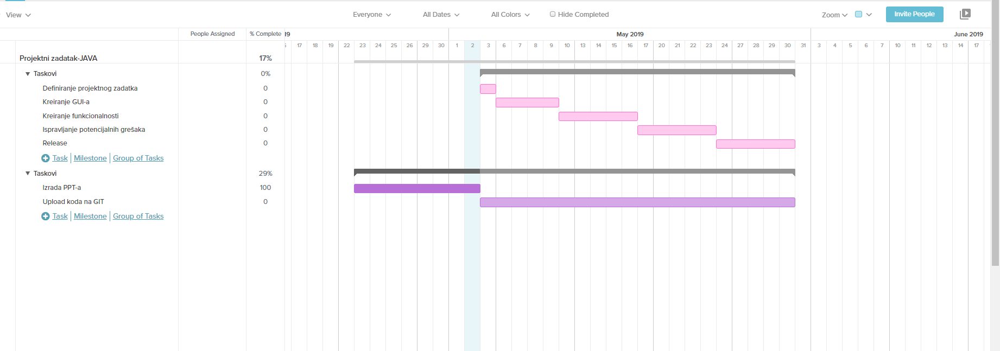 View Everyone All Dates All Colors Hide Completed Zoom Invite People
People Assigned % Complete 19 May 2019 June 2019
17 18 19 22 23 24 25 26 29 30 1 2 3 6 7 8 9 10 13 14 15 16 17 20 21 22 23 24 27 28 29 30 31 3 4 5 6 7 10 11 12 13 14 17
Projektni zadatak-JAVA 17%
Taskovi 0%
Definiranje projektnog zadatka 0
Kreiranje GUI-a 0
Kreiranje funkcionalnosti 0
Ispravljanje potencijalnih grešaka 0
Release 0
Task Milestone Group of Tasks
Taskovi 29%
Izrada PPT-a 100
Upload koda na GIT 0
Task Milestone Group of Tasks